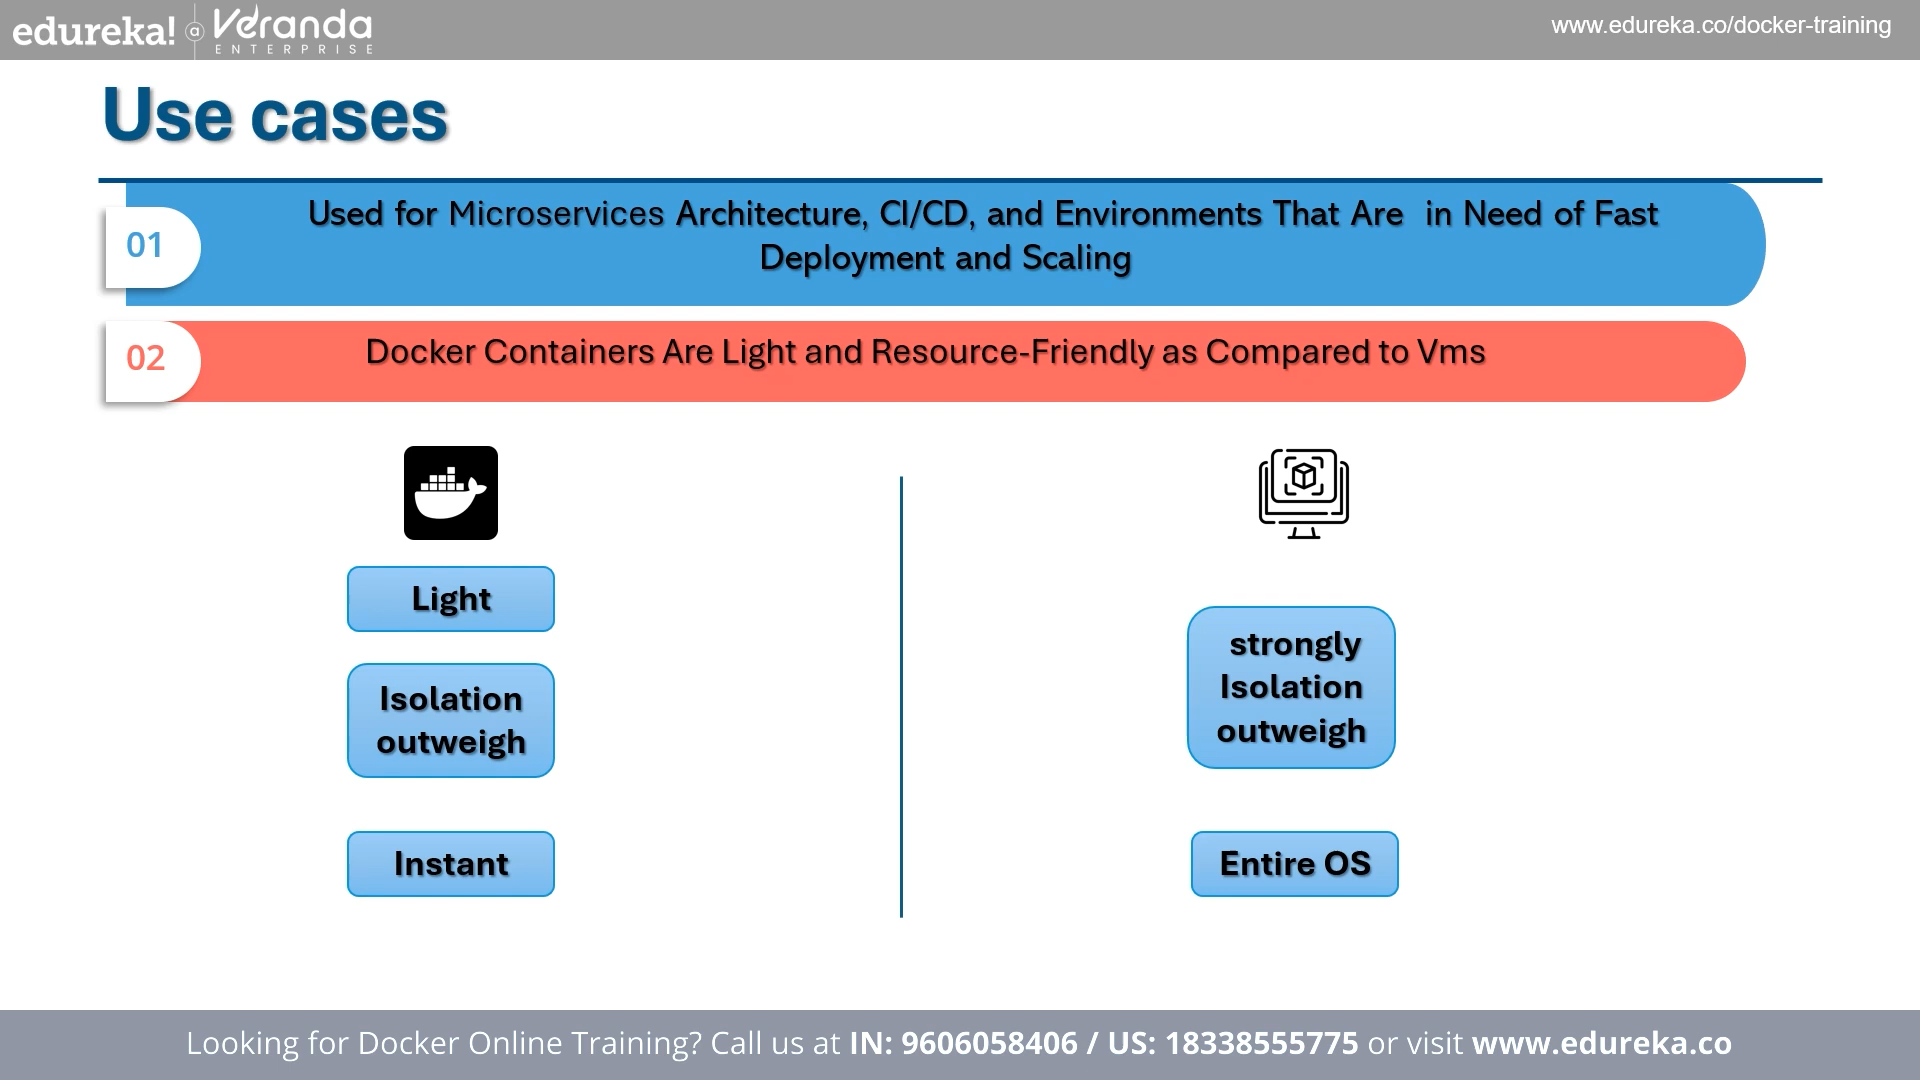 edureka! a Veranda
ENTERPRISE
www.edureka.co/docker-training
Use cases
01
Used for Microservices Architecture, CI/CD, and Environments That Are in Need of Fast
Deployment and Scaling
02
Docker Containers Are Light and Resource-Friendly as Compared to Vms
Light
Isolation
outweigh
Instant
strongly
Isolation
outweigh
Entire OS
Looking for Docker Online Training? Call us at IN: 9606058406 / US: 18338555775 or visit www.edureka.co